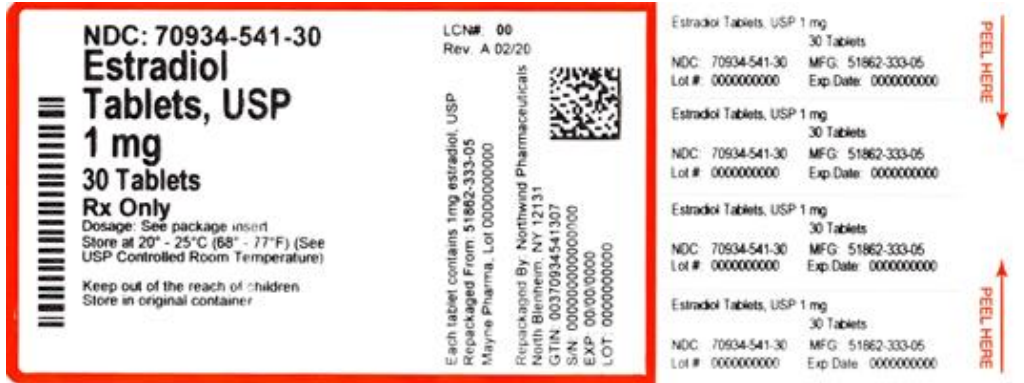 NDC: 70934-541-30
Estradiol
Tablets, USP
1 mg
30 Tablets
Rx Only
Dosage: See package insert
Store at 20° - 25°C (68° - 77°F) (See
USP Controlled Room Temperature)
Keep out of the reach of children
Store in original container
LCN#: 00
Rev. A 02/20
Each tablet contains 1mg estradiol, USP
Repackaged From: 51862-333-05
Mayne Pharma, Lot 0000000000
Repackaged By: Northwind Pharmaceuticals
North Blenheim, NY 12131
GTIN: 00370934541307
S/N: 00000000000000
EXP: 00/00/0000
LOT: 0000000000
Estradiol Tablets, USP 1 mg
30 Tablets
NDC: 70934-541-30 MFG: 51862-333-05
Lot #: 0000000000 Exp.Date: 0000000000
Estradiol Tablets, USP 1 mg
30 Tablets
NDC: 70934-541-30 MFG: 51862-333-05
Lot #: 0000000000 Exp.Date: 0000000000
Estradiol Tablets, USP 1 mg
30 Tablets
NDC: 70934-541-30 MFG: 51862-333-05
Lot #: 0000000000 Exp.Date: 0000000000
Estradiol Tablets, USP 1 mg
30 Tablets
NDC: 70934-541-30 MFG: 51862-333-05
Lot #: 0000000000 Exp.Date: 0000000000
PEEL HERE
PEEL HERE